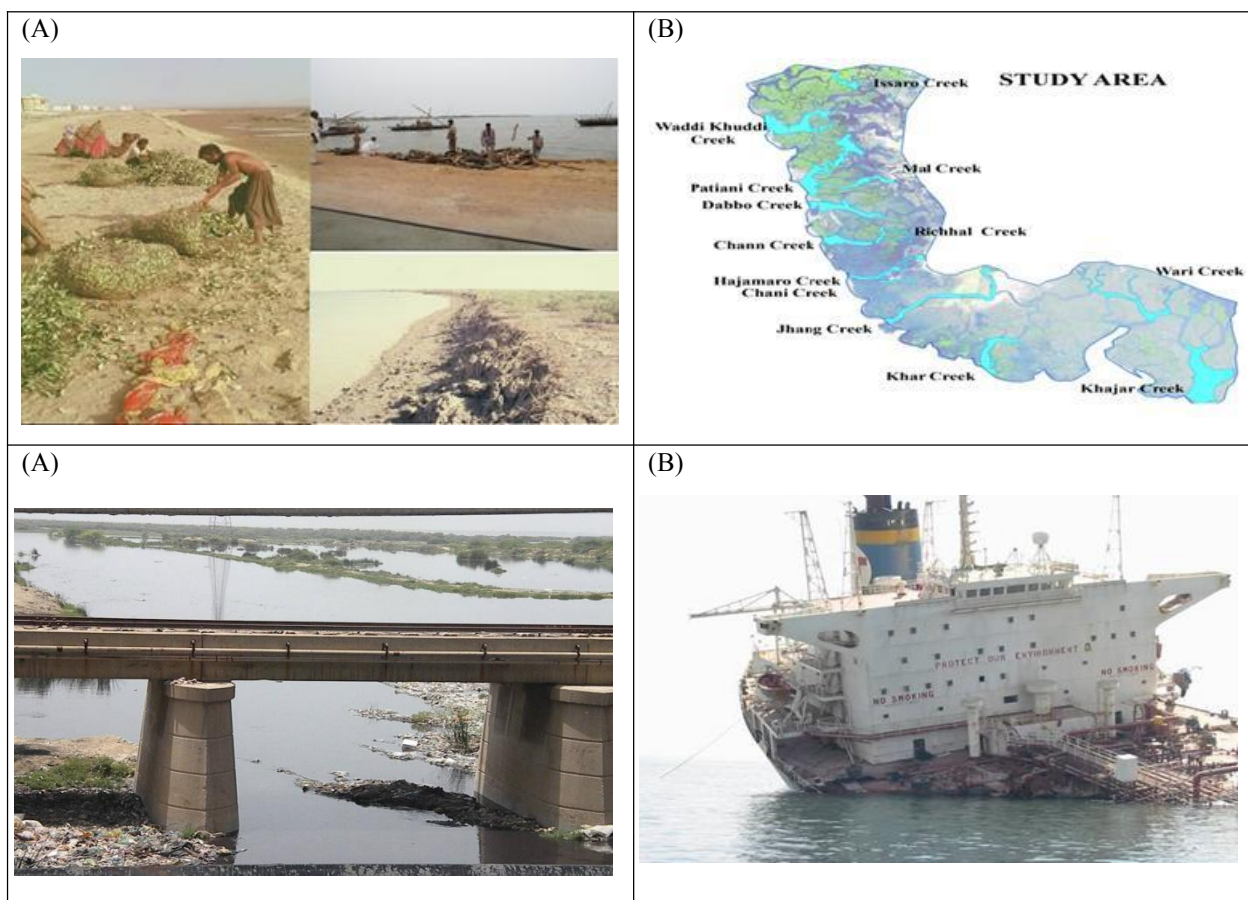 (A)
(B)
STUDY AREA
Issaro Creek
Waddi Khuddi
Creek
Mal Creek
Patiani Creek
Dabbo Creek
Richhal Creek
Chann Creek
Hajamaro Creek
Chani Creek
Wari Creek
Jhang Creek
Khar Creek
Khajar Creek
(A)
(B)
PROTECT OUR ENVIRONMENT
NO SMOKING
NO SMOKING